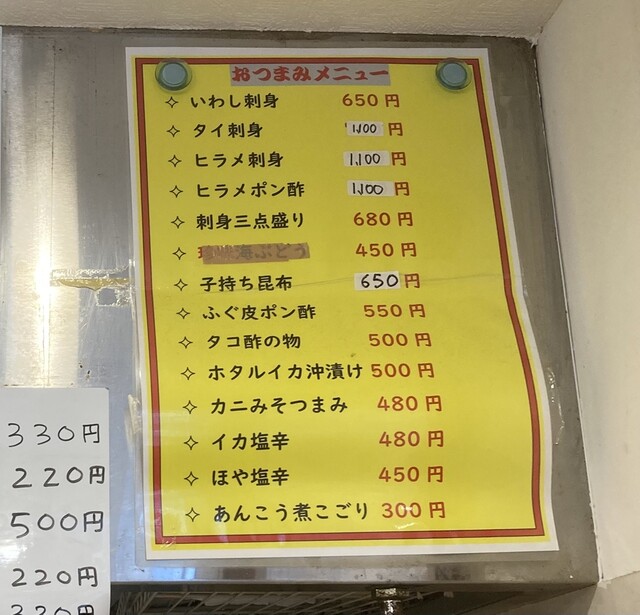 おつまみメニュー
✧ いわし刺身 650円
✧ タイ刺身 1,100円
✧ ヒラメ刺身 1,100円
✧ ヒラメポン酢 1,100円
✧ 刺身三点盛り 680円
✧ 海ぶどう 450円
✧ 子持ち昆布 650円
✧ ふぐ皮ポン酢 550円
✧ タコ酢の物 500円
✧ ホタルイカ沖漬け 500円
✧ カニみそつまみ 480円
✧ イカ塩辛 480円
✧ ほや塩辛 450円
✧ あんこう煮こごり 300円
330円
220円
500円
220円